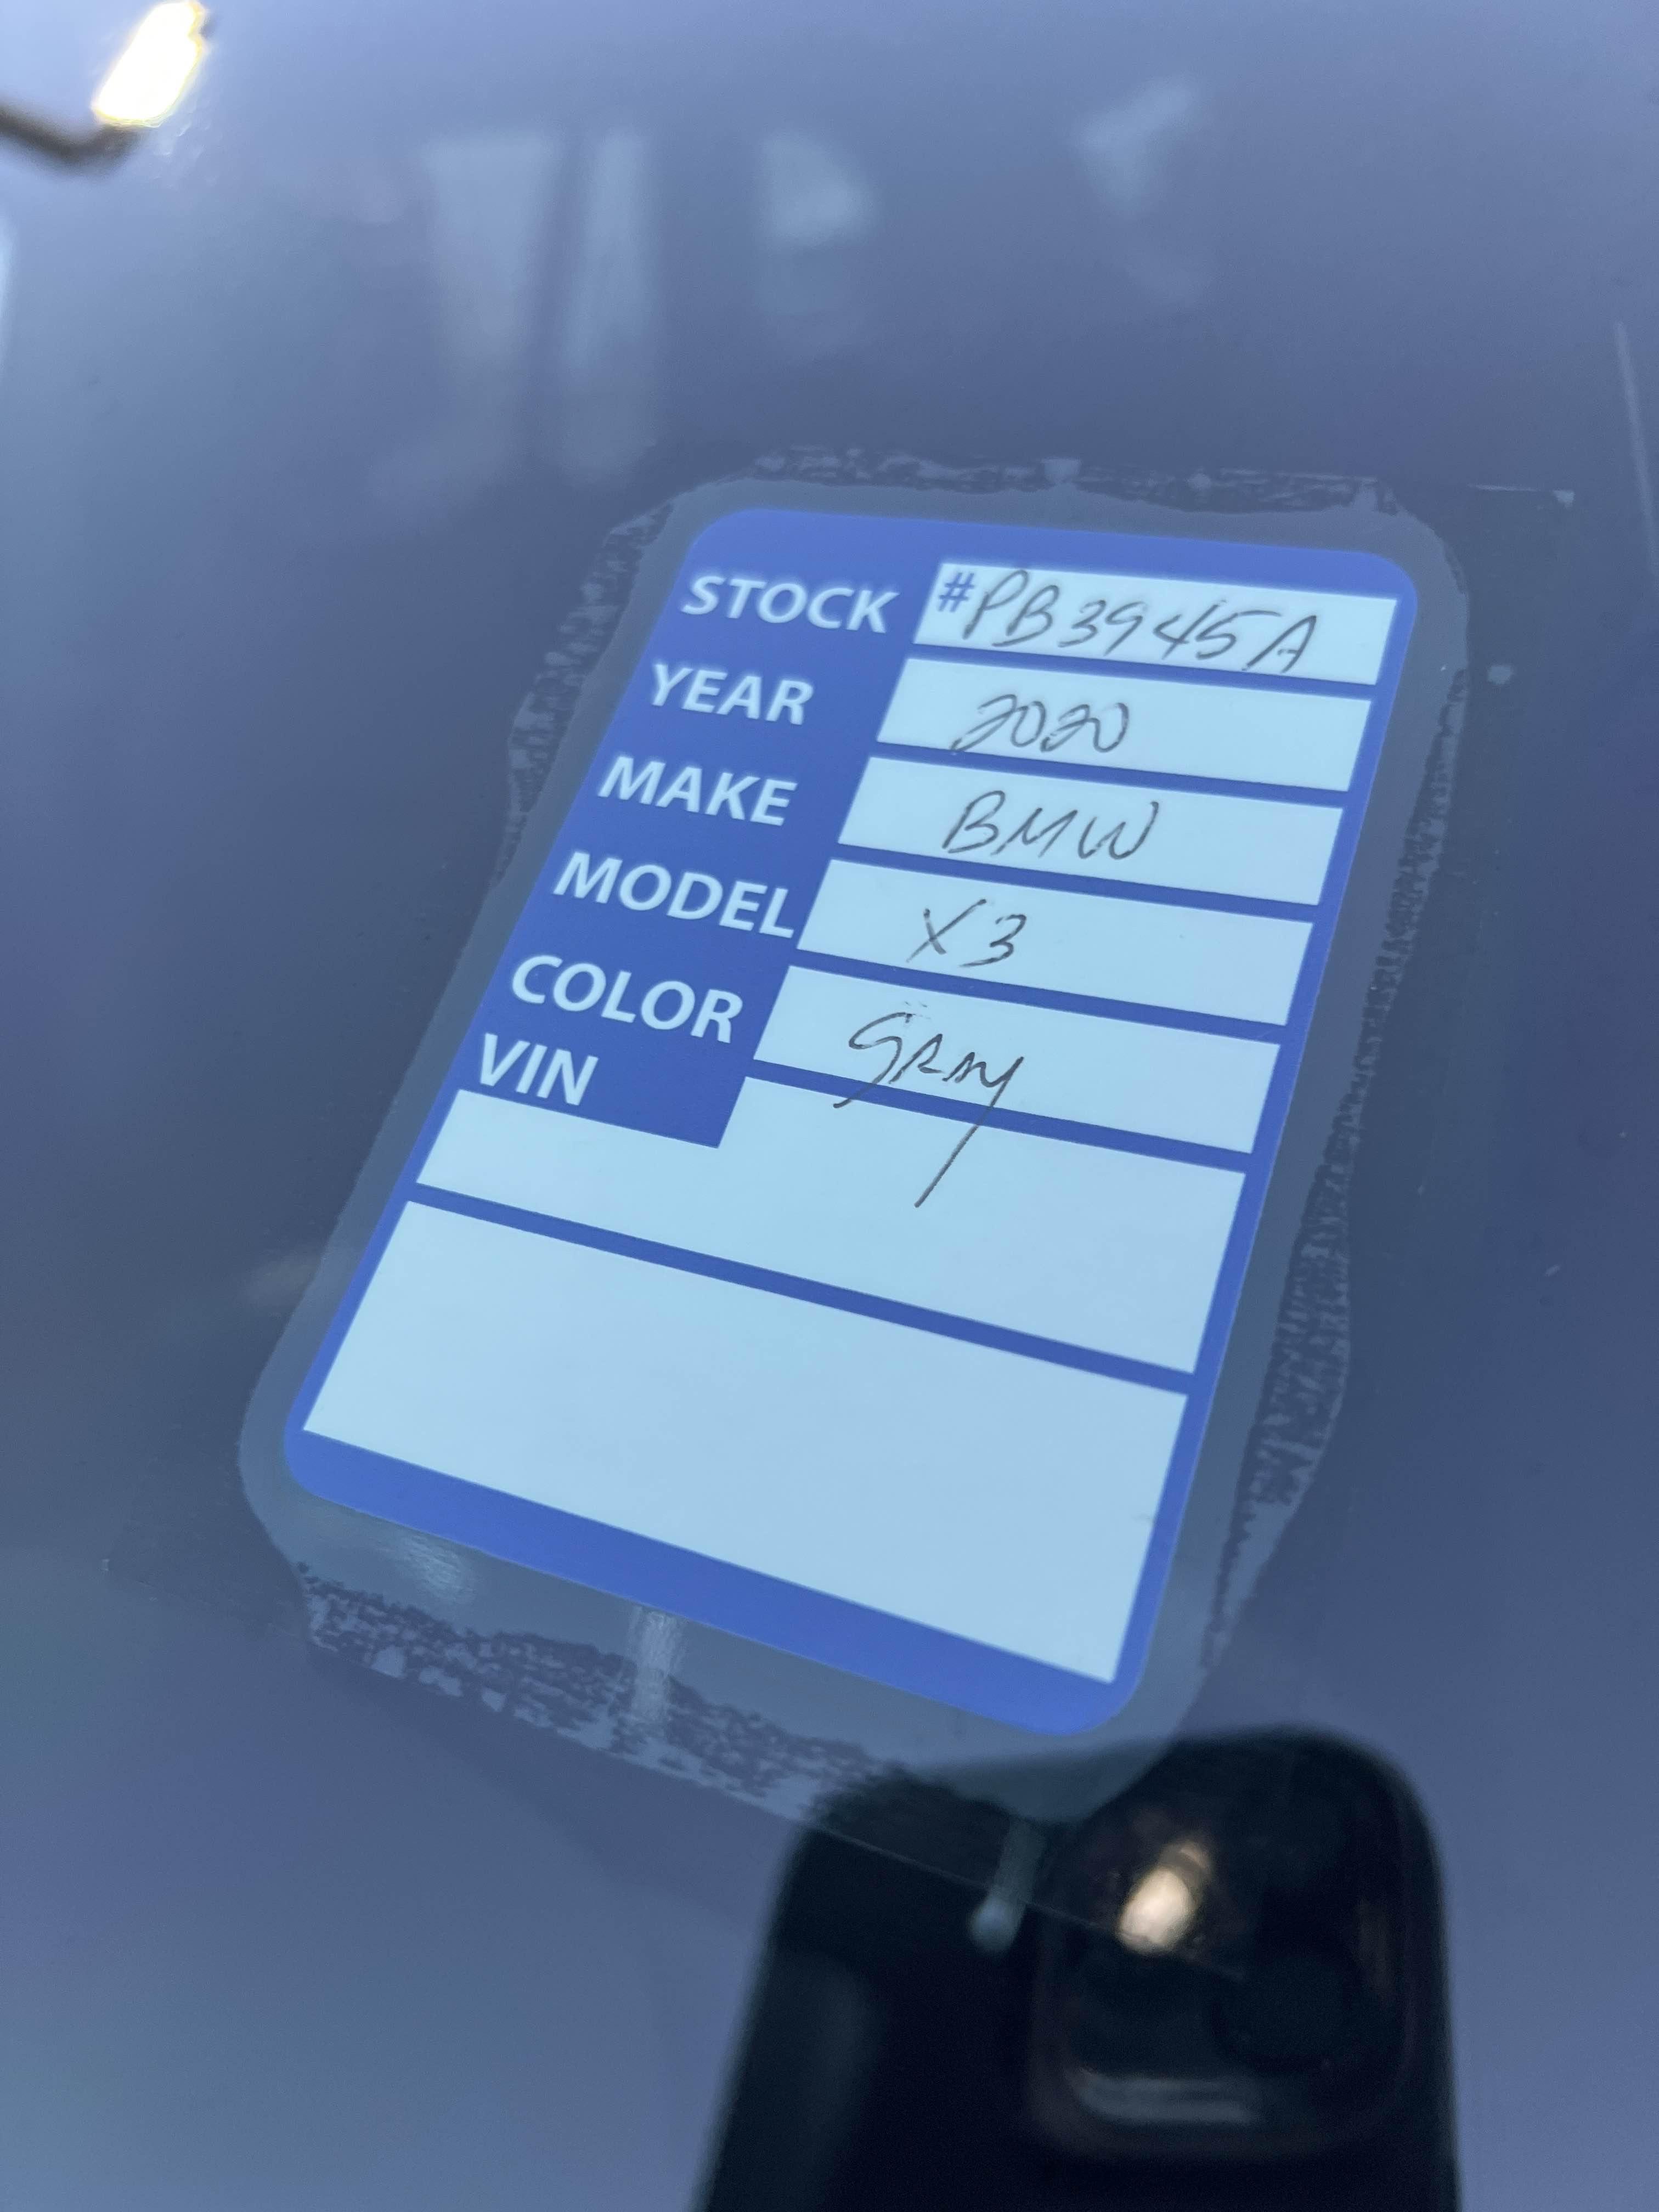 STOCK #PB3945A
YEAR 2020
MAKE BMW
MODEL X3
COLOR GRAY
VIN